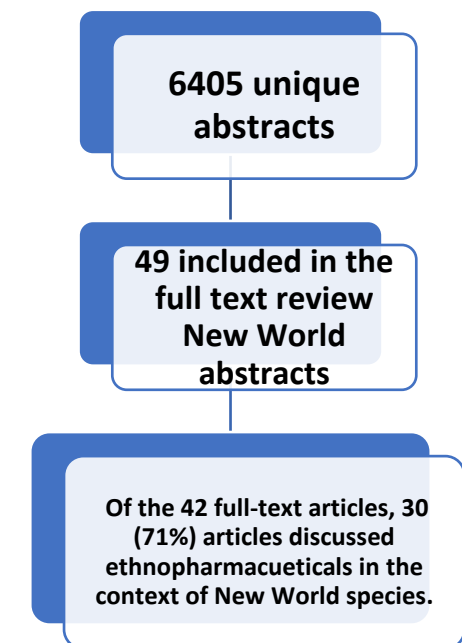 6405 unique
abstracts
49 included in the
full text review
New World
abstracts
Of the 42 full-text articles, 30
(71%) articles discussed
ethnopharmacueticals in the
context of New World species.